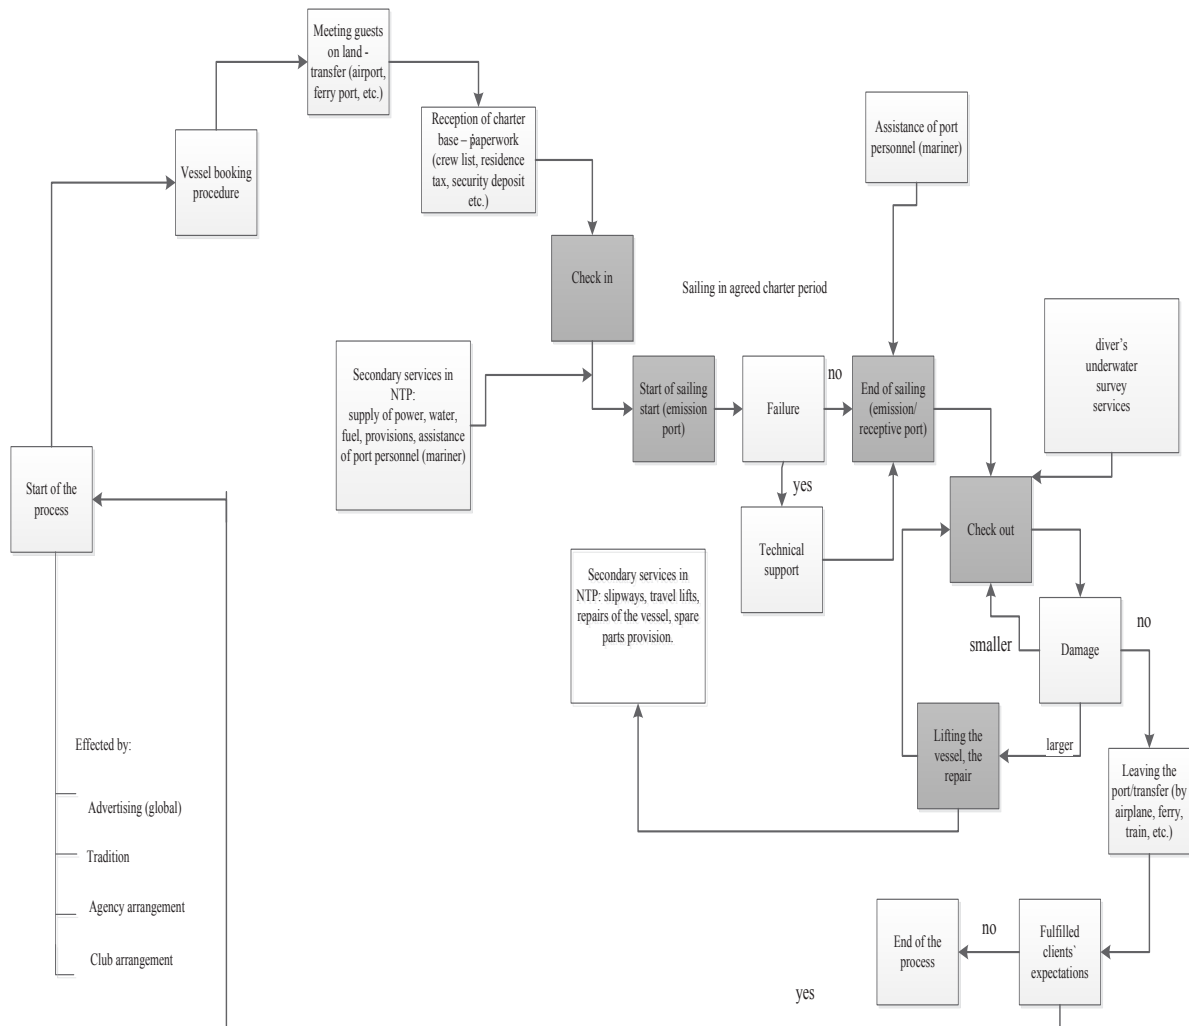 Meeting guests
on land -
transfer (airport,
ferry port, etc.)
Vessel booking
procedure
Reception of charter
base – paperwork
(crew list, residence
tax, security deposit
etc.)
Assistance of port
personnel (mariner)
Check in
Sailing in agreed charter period
Secondary services in
NTP:
supply of power, water,
fuel, provisions, assistance
of port personnel (mariner)
Start of sailing
start (emission
port)
Failure
no
End of sailing
(emission/
receptive port)
diver's
underwater
survey
services
yes
Technical
support
Start of the
process
Check out
Secondary services in
NTP: slipways, travel lifts,
repairs of the vessel, spare
parts provision.
smaller
Damage
no
Lifting the
vessel, the
repair
larger
Leaving the
port/transfer (by
airplane, ferry,
train, etc.)
Effected by:
Advertising (global)
Tradition
Agency arrangement
Club arrangement
End of the
process
no
Fulfilled
clients`
expectations
yes